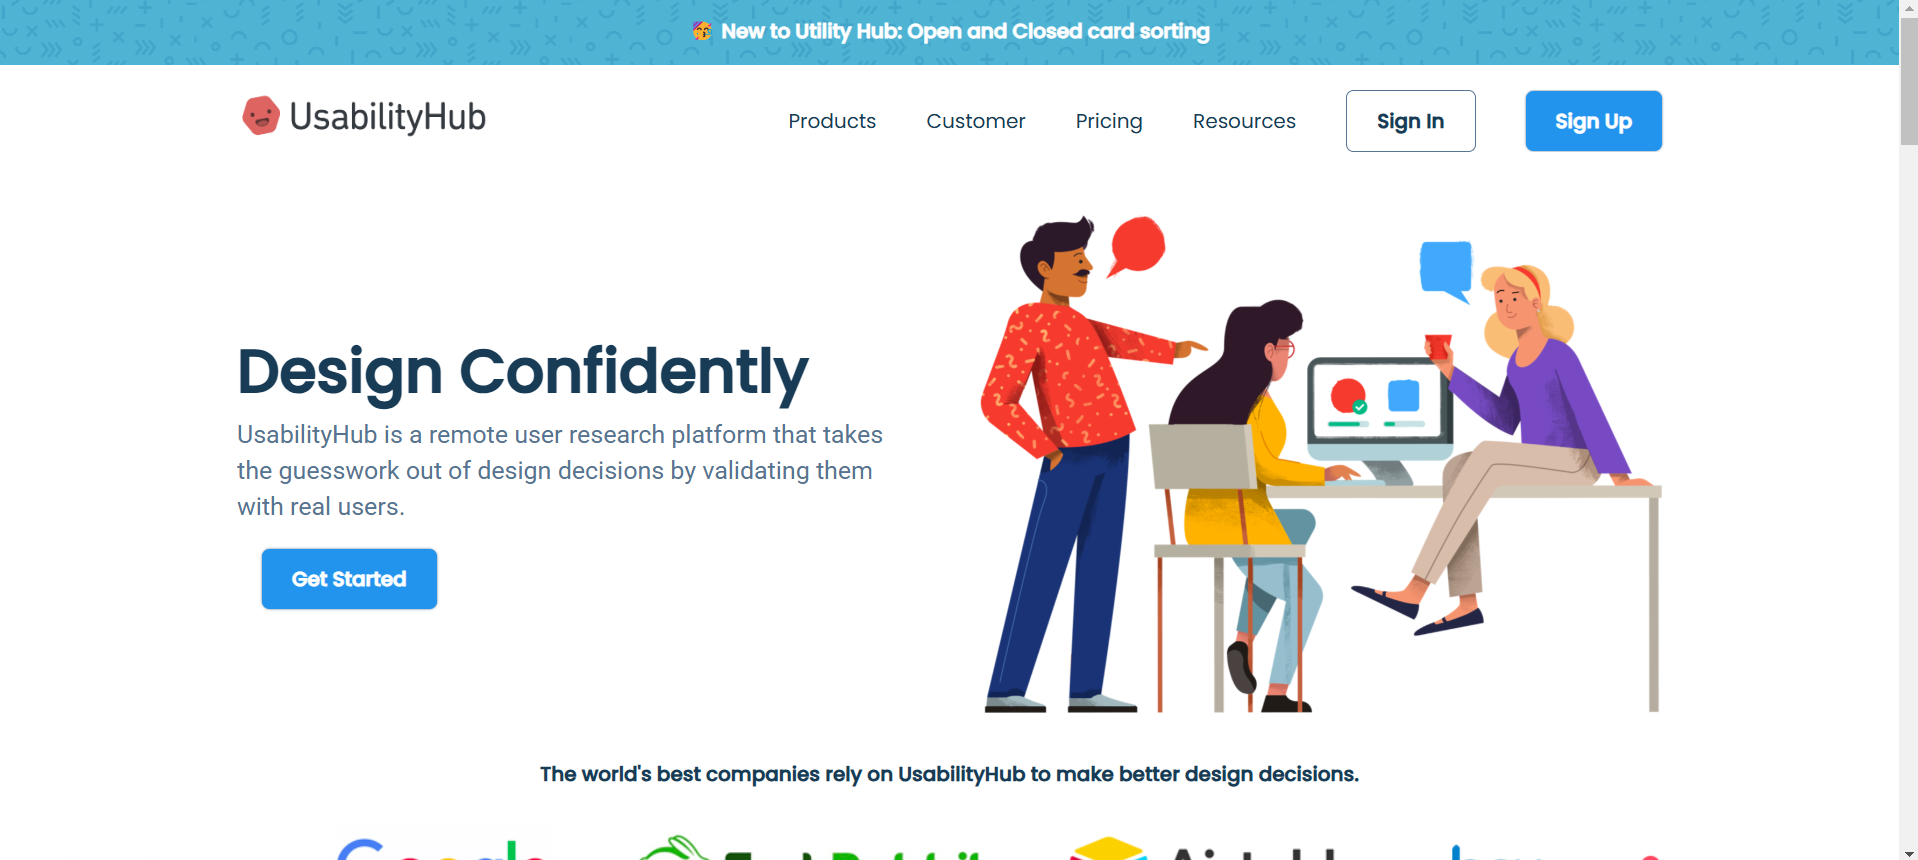 🥳 New to Utility Hub: Open and Closed card sorting
UsabilityHub
Products
Customer
Pricing
Resources
Sign In
Sign Up
Design Confidently
UsabilityHub is a remote user research platform that takes
the guesswork out of design decisions by validating them
with real users.
Get Started
The world's best companies rely on UsabilityHub to make better design decisions.
Google